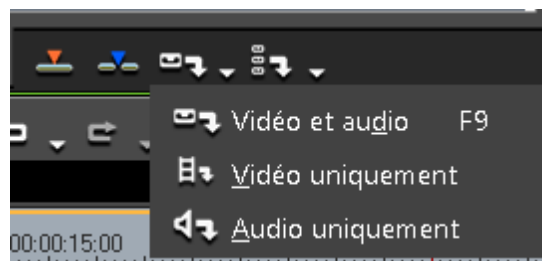 Vidéo et audio F9
Vidéo uniquement
Audio uniquement
00:00:15:00